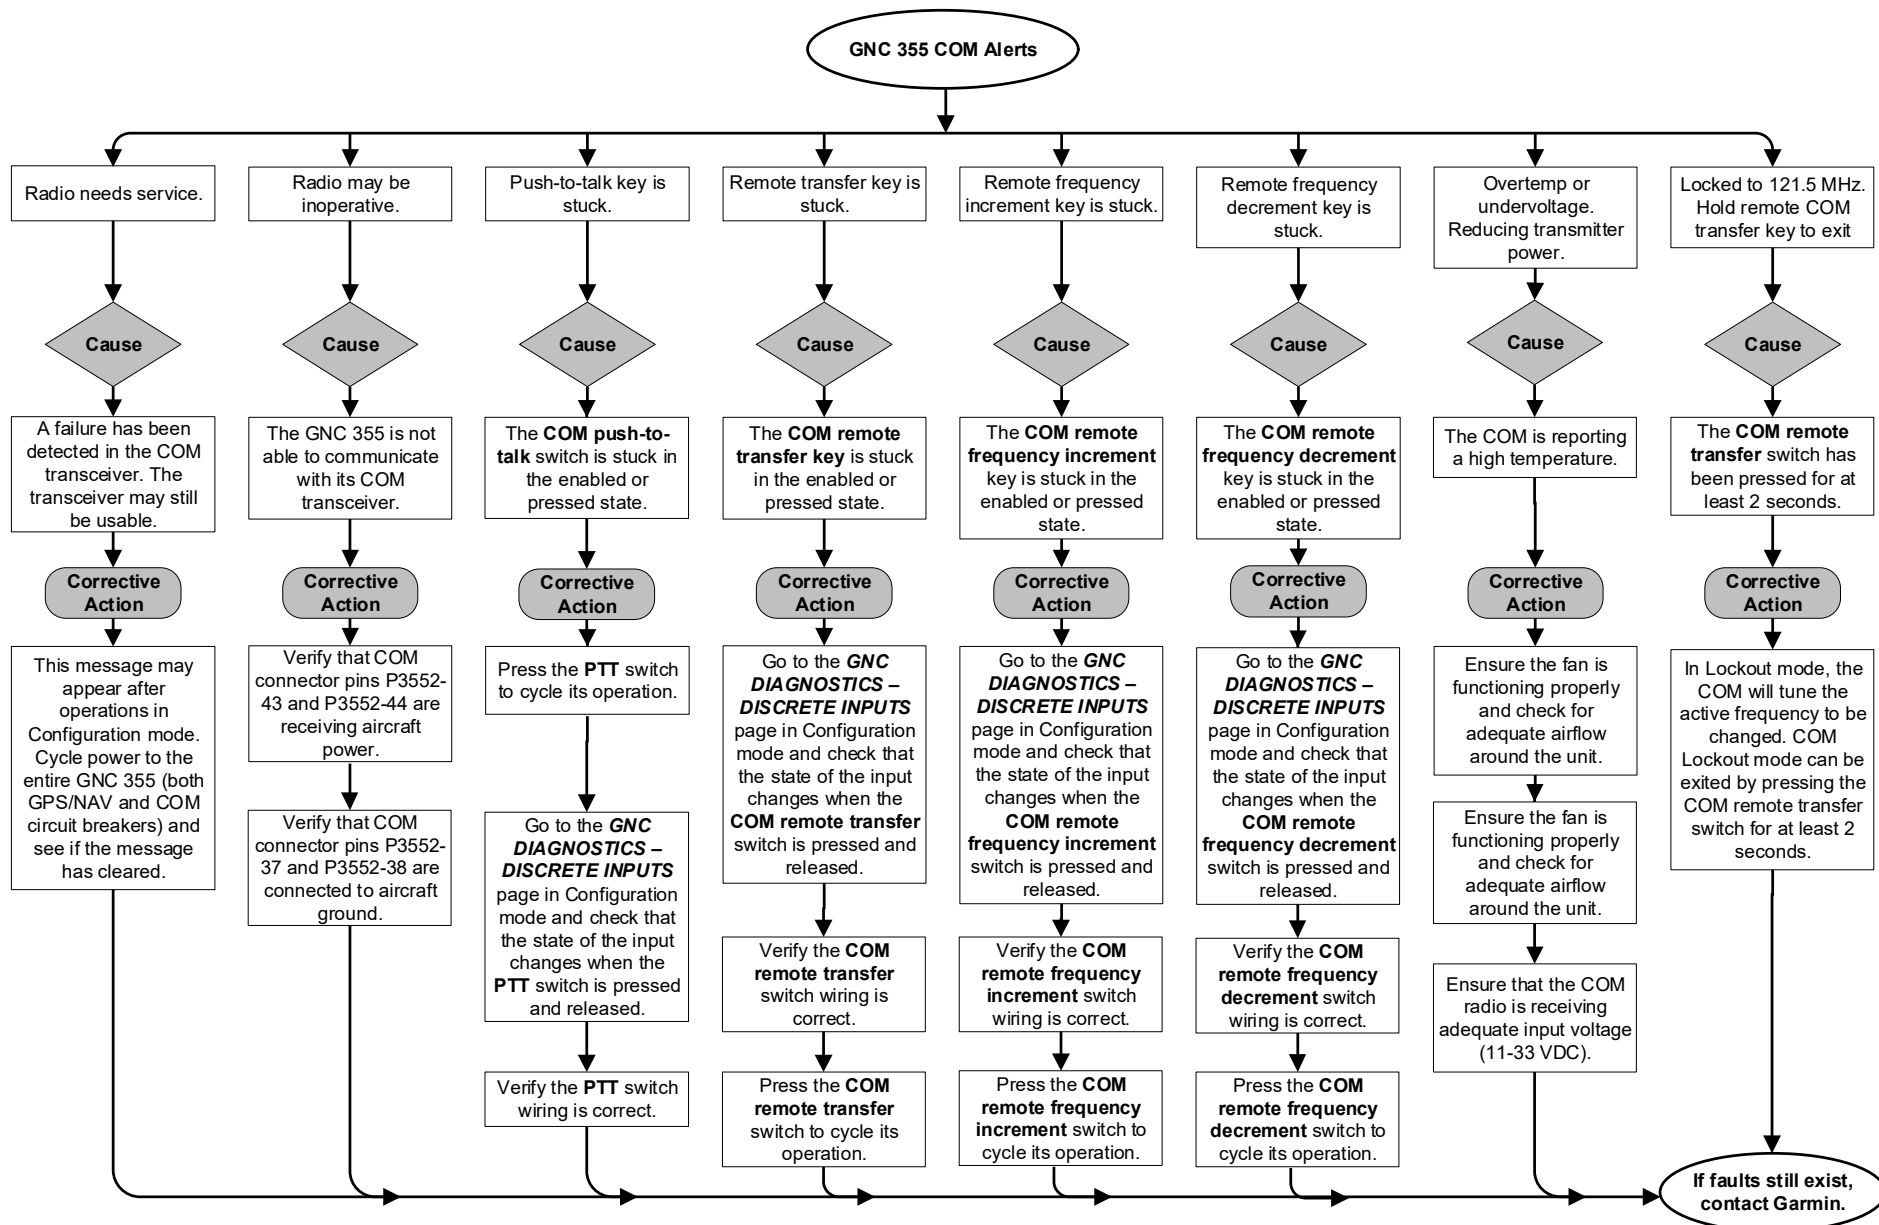 GNC 355 COM Alerts
Radio needs service.
Radio may be
inoperative.
Push-to-talk key is
stuck.
Remote transfer key is
stuck.
Remote frequency
increment key is stuck.
Remote frequency
decrement key is
stuck.
Overtemp or
undervoltage.
Reducing transmitter
power.
Locked to 121.5 MHz.
Hold remote COM
transfer key to exit
Cause
Cause
Cause
Cause
Cause
Cause
Cause
Cause
A failure has been
detected in the COM
transceiver. The
transceiver may still
be usable.
The GNC 355 is not
able to communicate
with its COM
transceiver.
The COM push-to-
talk switch is stuck in
the enabled or
pressed state.
The COM remote
transfer key is stuck
in the enabled or
pressed state.
The COM remote
frequency increment
key is stuck in the
enabled or pressed
state.
The COM remote
frequency decrement
key is stuck in the
enabled or pressed
state.
The COM is reporting
a high temperature.
The COM remote
transfer switch has
been pressed for at
least 2 seconds.
Corrective
Action
Corrective
Action
Corrective
Action
Corrective
Action
Corrective
Action
Corrective
Action
Corrective
Action
Corrective
Action
This message may
appear after
operations in
Configuration mode.
Cycle power to the
entire GNC 355 (both
GPS/NAV and COM
circuit breakers) and
see if the message
has cleared.
Verify that COM
connector pins P3552-
43 and P3552-44 are
receiving aircraft
power.
Verify that COM
connector pins P3552-
37 and P3552-38 are
connected to aircraft
ground.
Press the PTT switch
to cycle its operation.
Go to the GNC
DIAGNOSTICS –
DISCRETE INPUTS
page in Configuration
mode and check that
the state of the input
changes when the
PTT switch is pressed
and released.
Verify the PTT switch
wiring is correct.
Go to the GNC
DIAGNOSTICS –
DISCRETE INPUTS
page in Configuration
mode and check that
the state of the input
changes when the
COM remote transfer
switch is pressed and
released.
Verify the COM
remote transfer
switch wiring is
correct.
Press the COM
remote transfer
switch to cycle its
operation.
Go to the GNC
DIAGNOSTICS –
DISCRETE INPUTS
page in Configuration
mode and check that
the state of the input
changes when the
COM remote
frequency increment
switch is pressed and
released.
Verify the COM
remote frequency
increment switch
wiring is correct.
Press the COM
remote frequency
increment switch to
cycle its operation.
Go to the GNC
DIAGNOSTICS –
DISCRETE INPUTS
page in Configuration
mode and check that
the state of the input
changes when the
COM remote
frequency decrement
switch is pressed and
released.
Verify the COM
remote frequency
decrement switch
wiring is correct.
Press the COM
remote frequency
decrement switch to
cycle its operation.
Ensure the fan is
functioning properly
and check for
adequate airflow
around the unit.
Ensure the fan is
functioning properly
and check for
adequate airflow
around the unit.
Ensure that the COM
radio is receiving
adequate input voltage
(11-33 VDC).
In Lockout mode, the
COM will tune the
active frequency to be
changed. COM
Lockout mode can be
exited by pressing the
COM remote transfer
switch for at least 2
seconds.
If faults still exist,
contact Garmin.